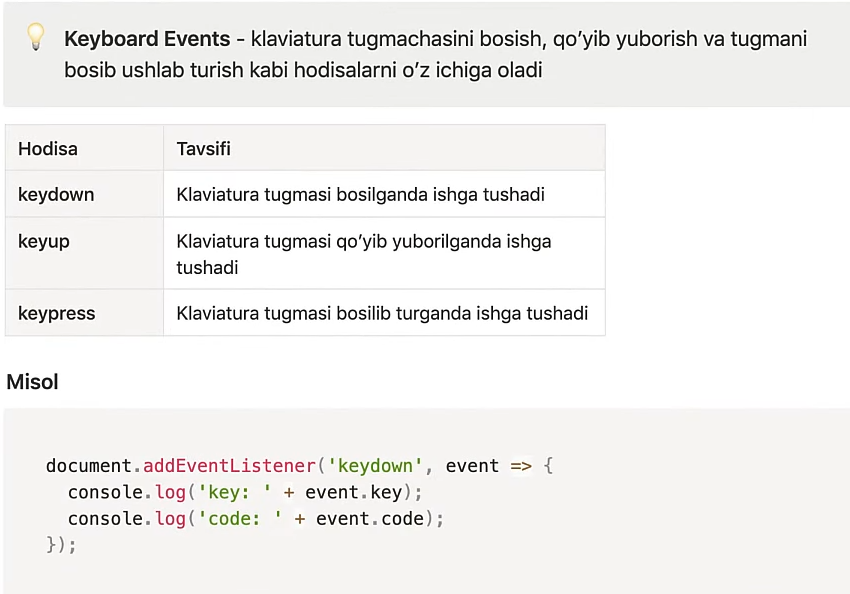 Keyboard Events - klaviatura tugmachasini bosish, qo’yib yuborish va tugmani
bosib ushlab turish kabi hodisalarni o’z ichiga oladi
Hodisa Tavsifi
keydown Klaviatura tugmasi bosilganda ishga tushadi
keyup Klaviatura tugmasi qo’yib yuborilganda ishga
tushadi
keypress Klaviatura tugmasi bosilib turganda ishga tushadi
Misol
document.addEventListener('keydown', event => {
  console.log('key: ' + event.key);
  console.log('code: ' + event.code);
});